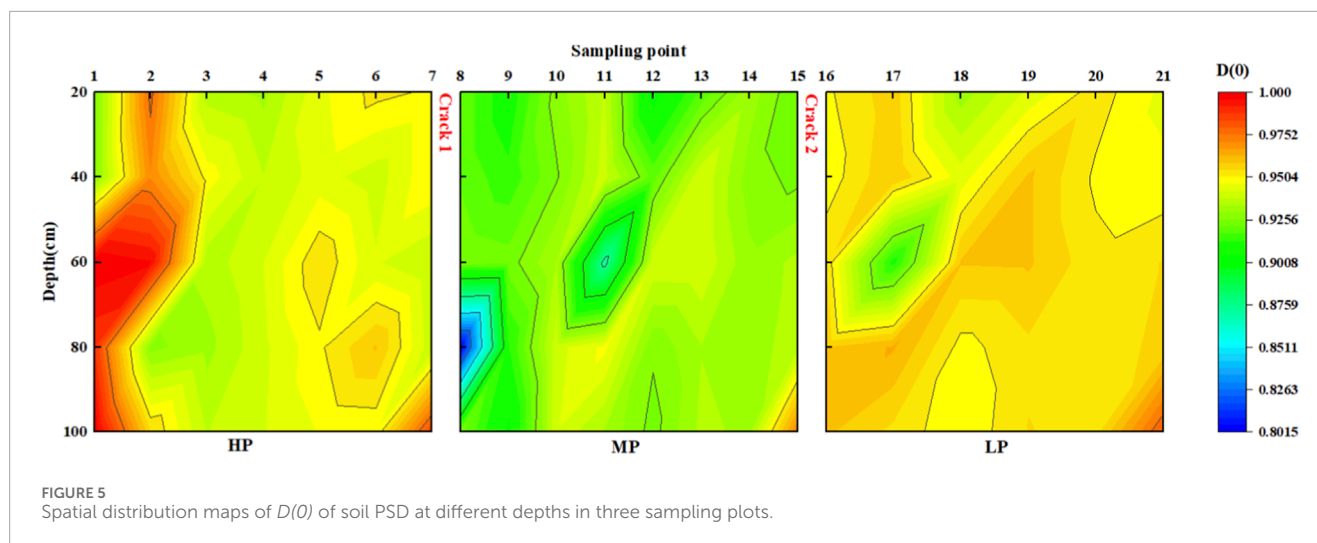 Sampling point
1 2 3 4 5 6 7 8 9 10 11 12 13 14 15 16 17 18 19 20 21
D(0)
Crack 1
Crack 2
Depth(cm)
20
40
60
80
100
1.000
0.9752
0.9504
0.9256
0.9008
0.8759
0.8511
0.8263
0.8015
HP MP LP
FIGURE 5
Spatial distribution maps of D(0) of soil PSD at different depths in three sampling plots.